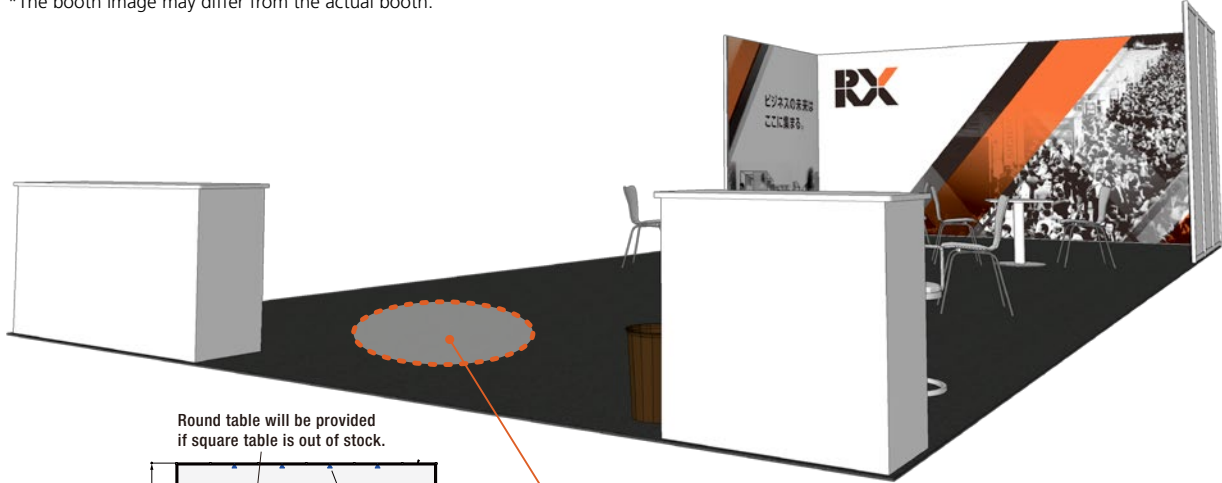 *The booth image may differ from the actual booth.
RX
ビジネスの未来は
ここに集まる。
Round table will be provided
if square table is out of stock.